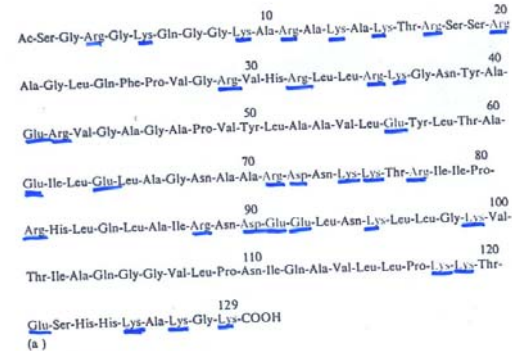 10 20
Ac-Ser-Gly-Arg-Gly-Lys-Gln-Gly-Gly-Lys-Ala-Arg-Ala-Lys-Ala-Lys-Thr-Arg-Ser-Ser-Arg
30 40
Ala-Gly-Leu-Gln-Phe-Pro-Val-Gly-Arg-Val-His-Arg-Leu-Leu-Arg-Lys-Gly-Asn-Tyr-Ala-
50 60
Glu-Arg-Val-Gly-Ala-Gly-Ala-Pro-Val-Tyr-Leu-Ala-Ala-Val-Leu-Glu-Tyr-Leu-Thr-Ala-
70 80
Glu-Ile-Leu-Glu-Leu-Ala-Gly-Asn-Ala-Ala-Arg-Asp-Asn-Lys-Lys-Thr-Arg-Ile-Ile-Pro-
90 100
Arg-His-Leu-Gln-Leu-Ala-Ile-Arg-Asn-Asp-Glu-Glu-Leu-Asn-Lys-Leu-Leu-Gly-Lys-Val-
110 120
Thr-Ile-Ala-Gln-Gly-Gly-Val-Leu-Pro-Asn-Ile-Gln-Ala-Val-Leu-Leu-Pro-Lys-Lys-Thr-
129
Glu-Ser-His-His-Lys-Ala-Lys-Gly-Lys-COOH
(a )